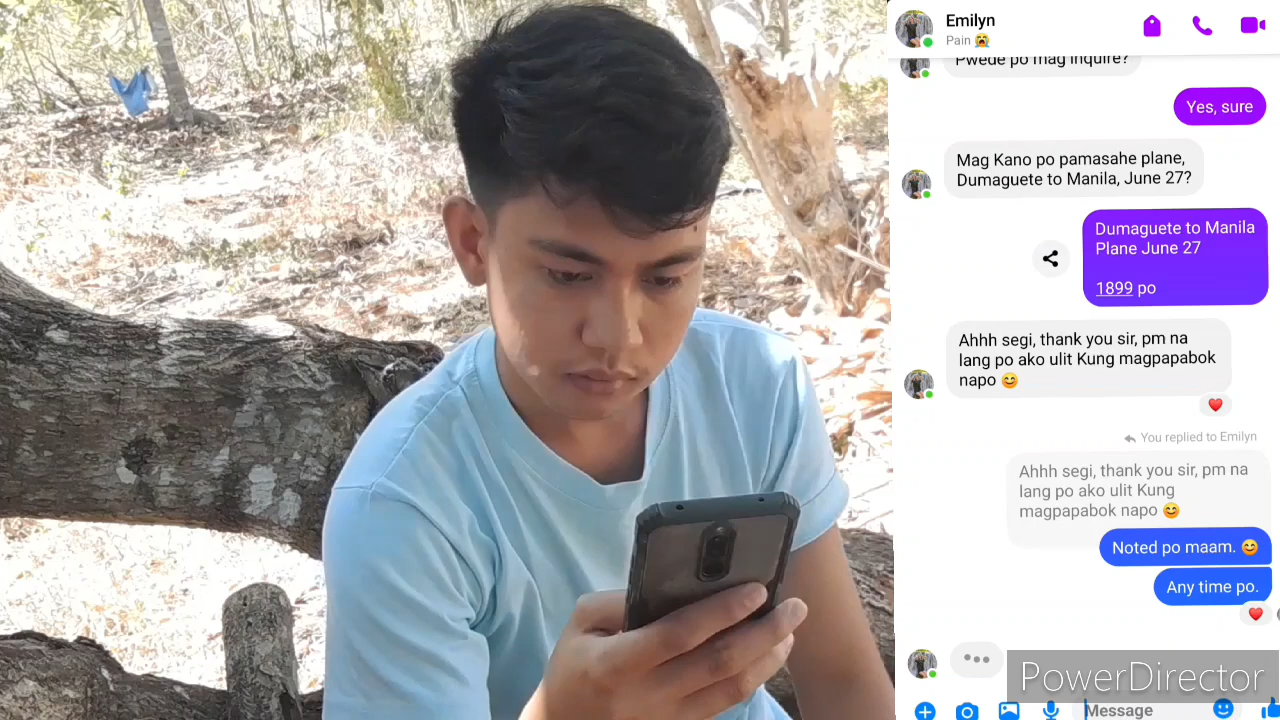 Emilyn
Pain 😭
Pwede po mag inquire?
Yes, sure
Mag Kano po pamasahe plane,
Dumaguete to Manila, June 27?
Dumaguete to Manila
Plane June 27
1899 po
Ahhh segi, thank you sir, pm na
lang po ako ulit Kung magpapabok
napo 😊
You replied to Emilyn
Ahhh segi, thank you sir, pm na
lang po ako ulit Kung
magpapabok napo 😊
Noted po maam. 😊
Any time po.
PowerDirector
Message